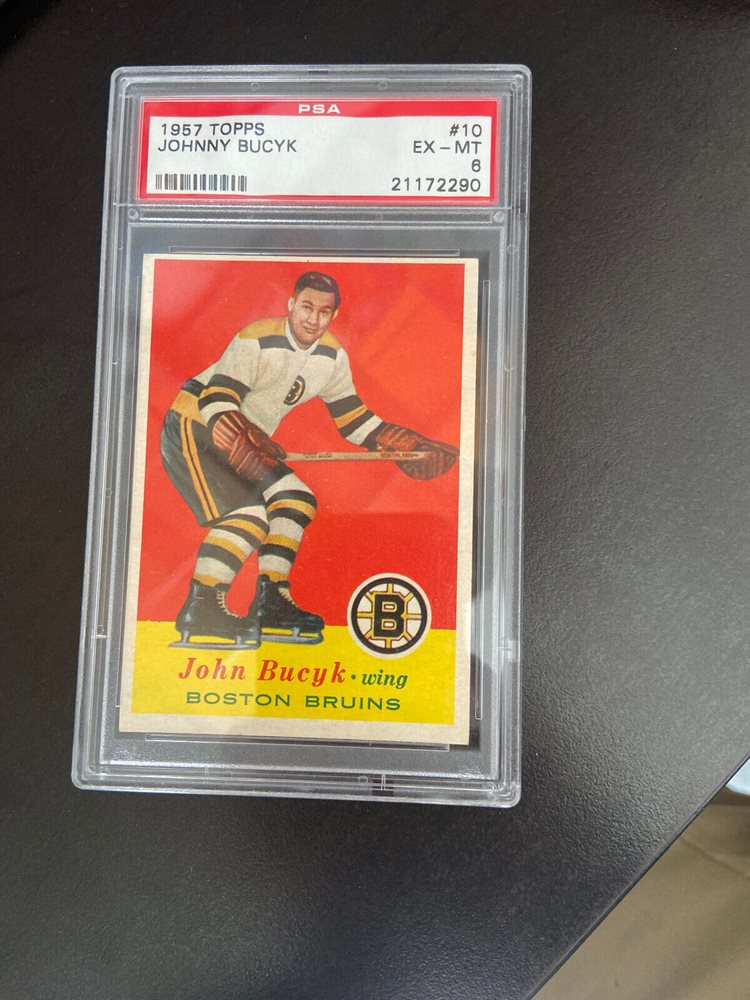 PSA
1957 TOPPS #10
JOHNNY BUCYK EX - MT
6
21172290
B
B
John Bucyk • wing
BOSTON BRUINS